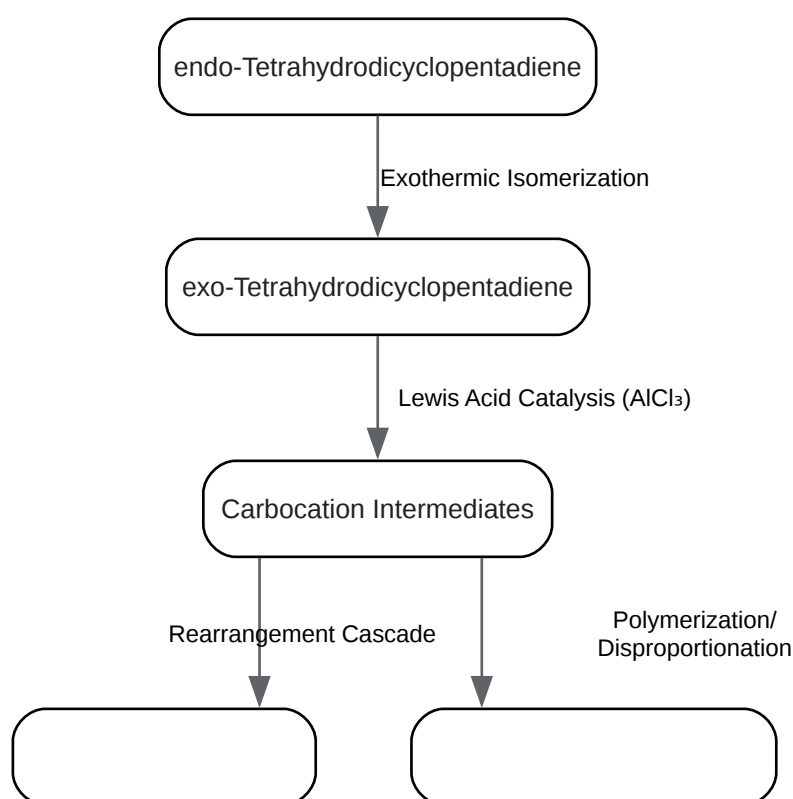 endo-Tetrahydrodicyclopentadiene
Exothermic Isomerization
exo-Tetrahydrodicyclopentadiene
Lewis Acid Catalysis (AlCl₃)
Carbocation Intermediates
Rearrangement Cascade
Polymerization/
Disproportionation